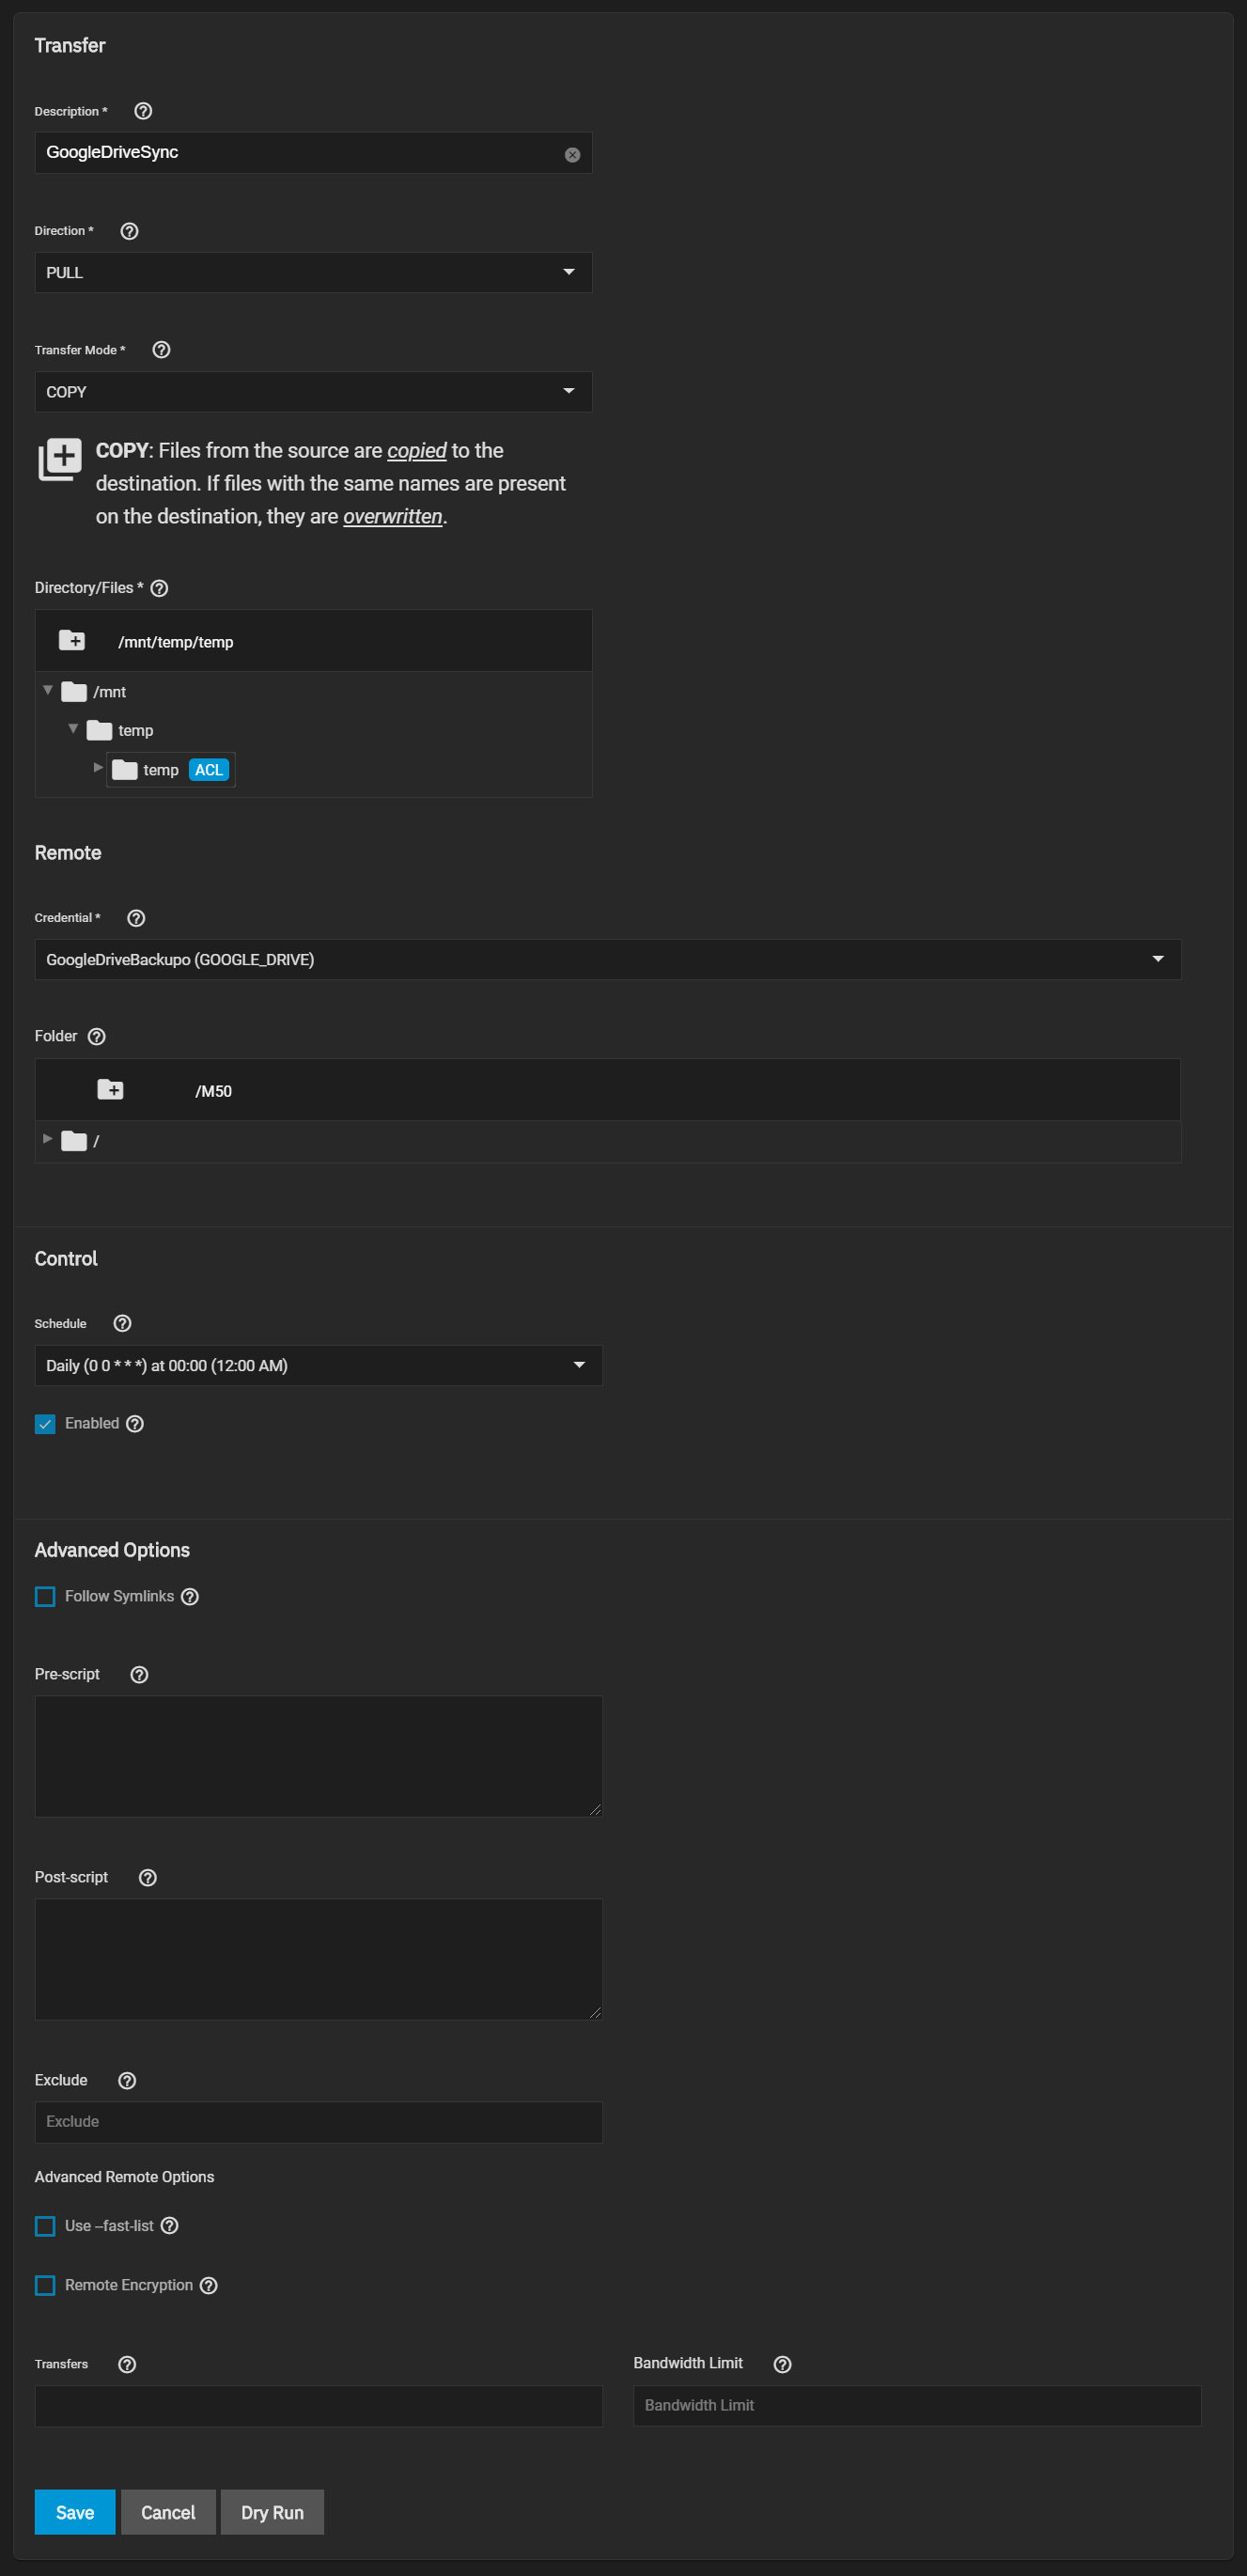 Transfer
Description *
GoogleDriveSync
Direction *
PULL
Transfer Mode *
COPY
COPY: Files from the source are copied to the
destination. If files with the same names are present
on the destination, they are overwritten.
Directory/Files *
/mnt/temp/temp
/mnt
temp
temp ACL
Remote
Credential *
GoogleDriveBackupo (GOOGLE_DRIVE)
Folder
/M50
/
Control
Schedule
Daily (0 0 * * *) at 00:00 (12:00 AM)
Enabled
Advanced Options
Follow Symlinks
Pre-script
Post-script
Exclude
Exclude
Advanced Remote Options
Use --fast-list
Remote Encryption
Transfers
Bandwidth Limit
Bandwidth Limit
Save Cancel Dry Run